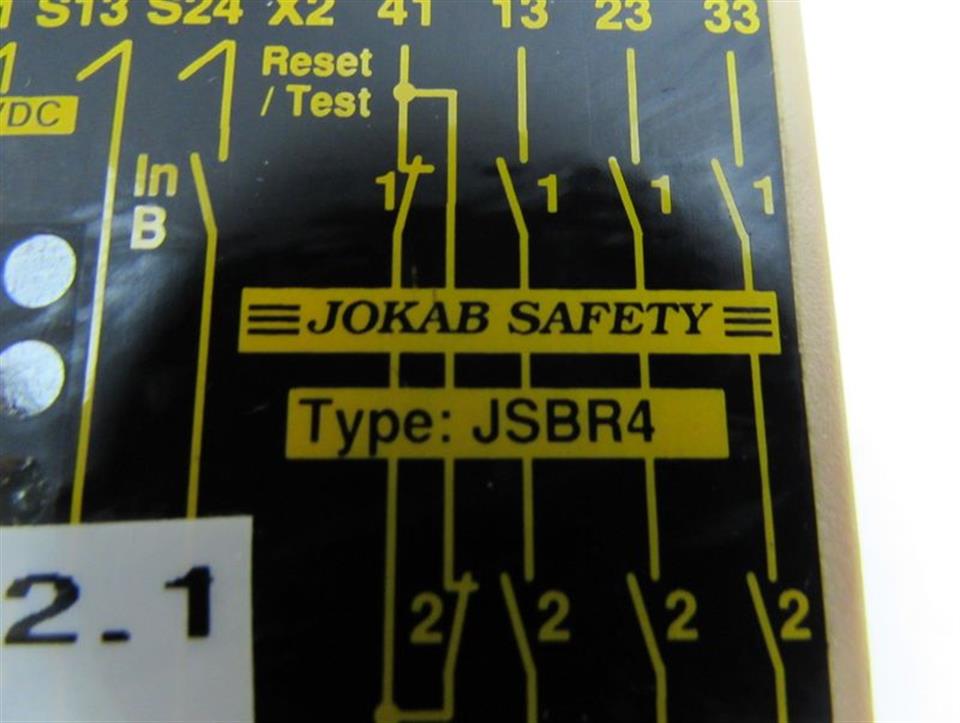 S13 S24 X2 41 13 23 33
Reset
/ Test
/DC
In
B
1 1 1 1
JOKAB SAFETY
Type: JSBR4
2 2 2 2
2-1